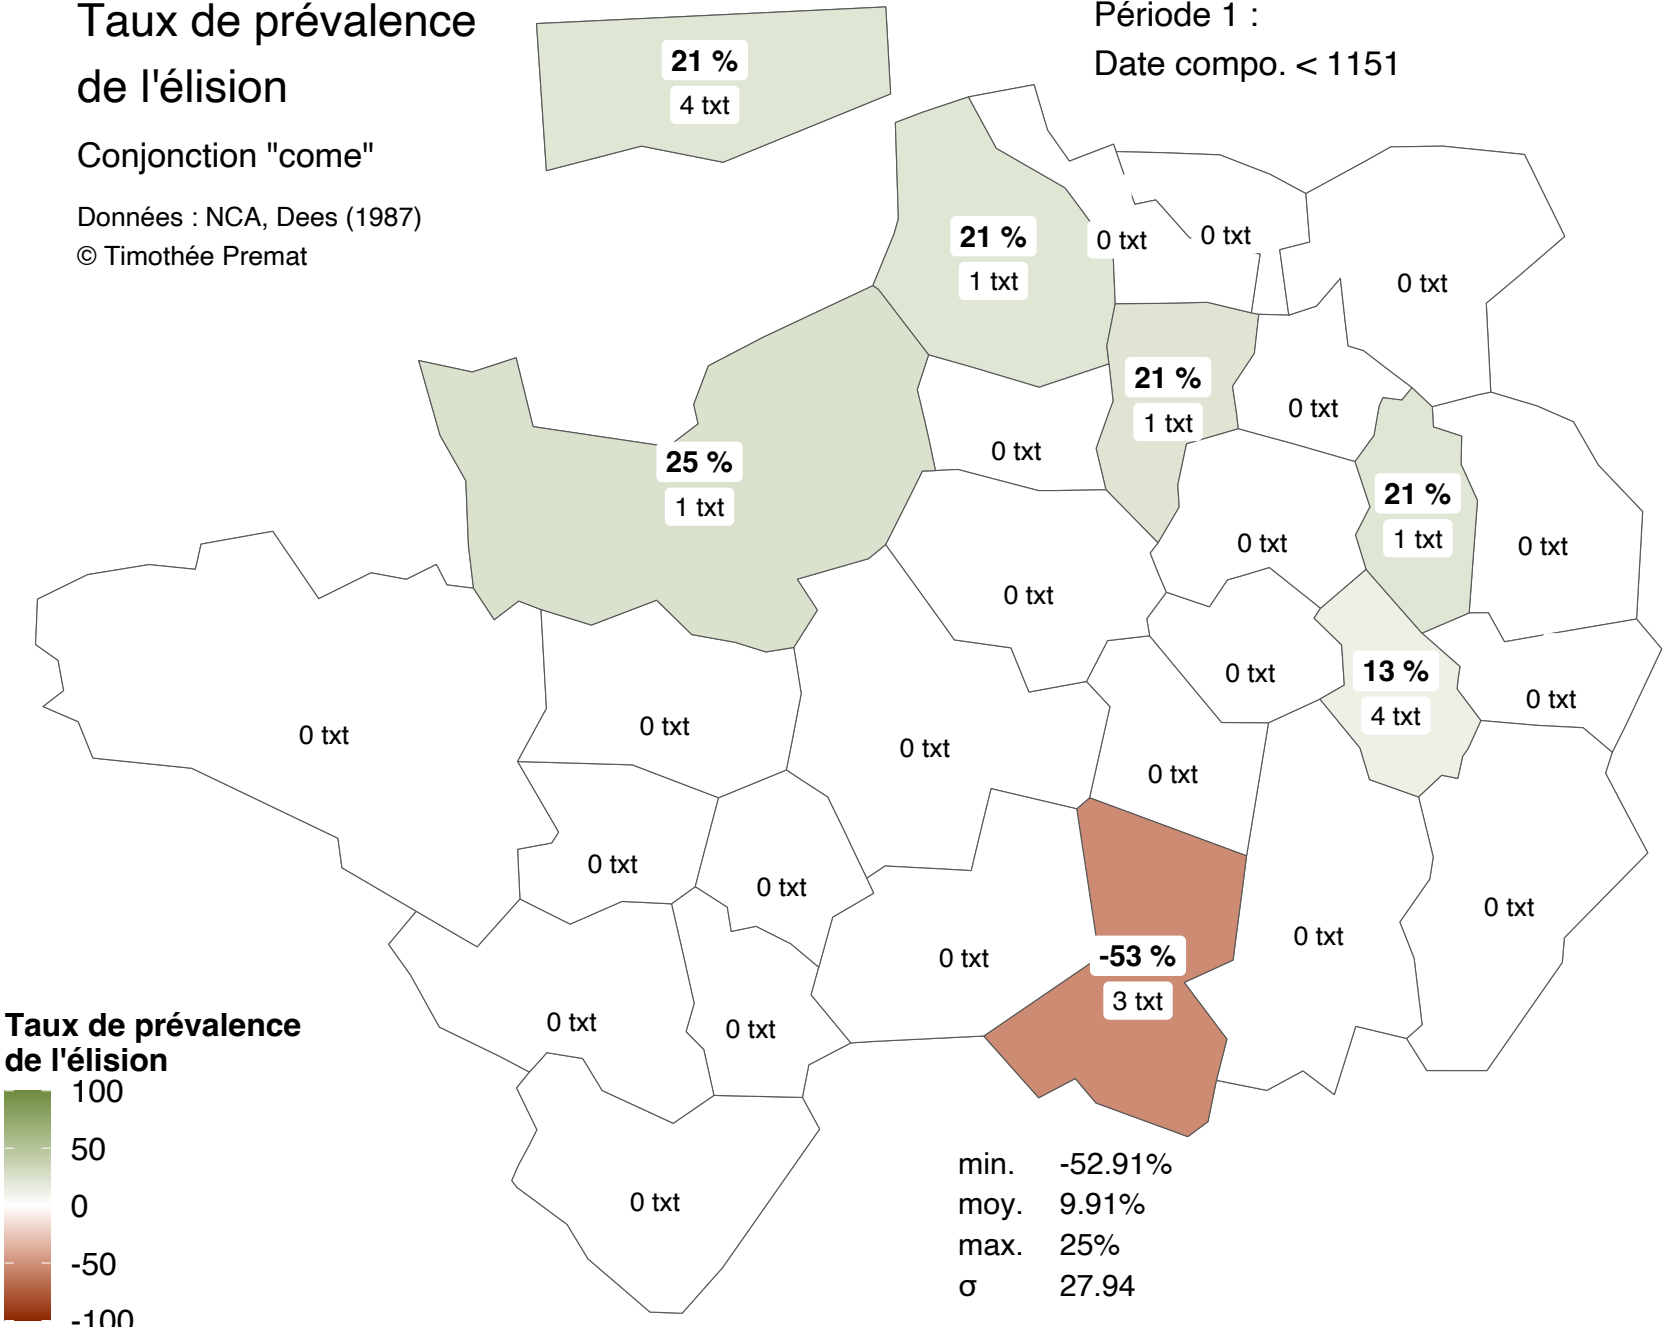 Taux de prévalence
de l'élision
Conjonction "come"
Données : NCA, Dees (1987)
© Timothée Premat
Période 1 :
Date compo. < 1151
21 %
4 txt
21 %
1 txt
0 txt
0 txt
0 txt
21 %
1 txt
0 txt
0 txt
25 %
1 txt
21 %
1 txt
0 txt
0 txt
0 txt
0 txt
13 %
4 txt
0 txt
0 txt
0 txt
0 txt
0 txt
0 txt
0 txt
0 txt
0 txt
0 txt
0 txt
-53 %
3 txt
0 txt
0 txt
0 txt
0 txt
Taux de prévalence
de l'élision
100
50
0
-50
-100
min. -52.91%
moy. 9.91%
max. 25%
σ 27.94